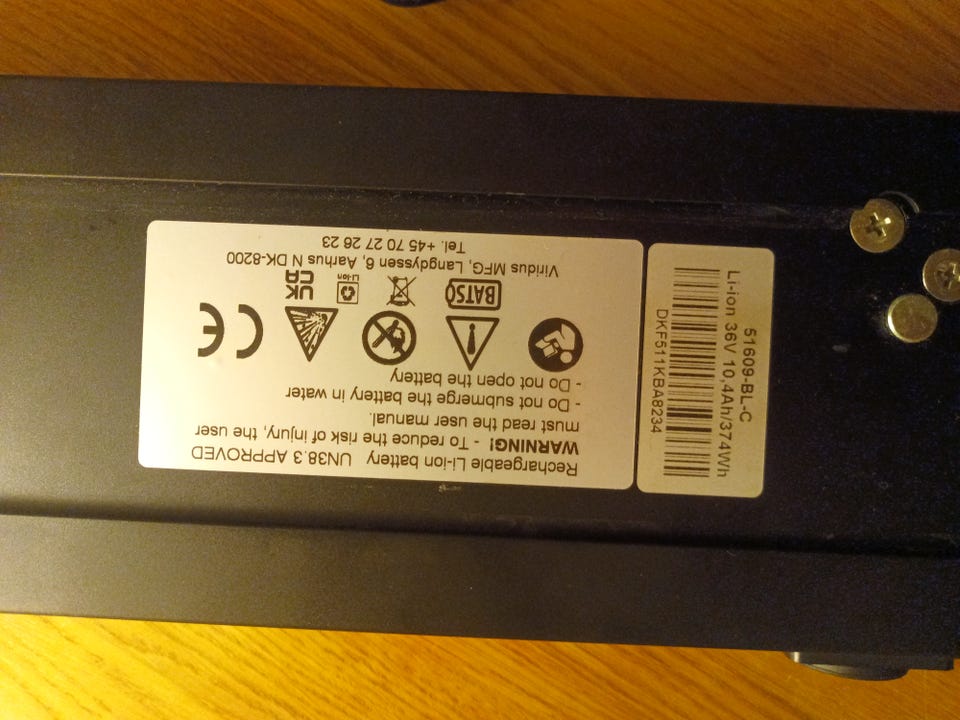 Rechargeable Li-ion battery UN38.3 APPROVED
WARNING! - To reduce the risk of injury, the user
must read the user manual.
- Do not submerge the battery in water
- Do not open the battery
BATSO
Li-ion
UK
CA
CE
Viridus MFG, Langdyssen 6, Aarhus N DK-8200
Tel. +45 70 27 26 23
51609-BL-C
Li-ion 36V 10,4Ah/374Wh
DKF511KBA8234